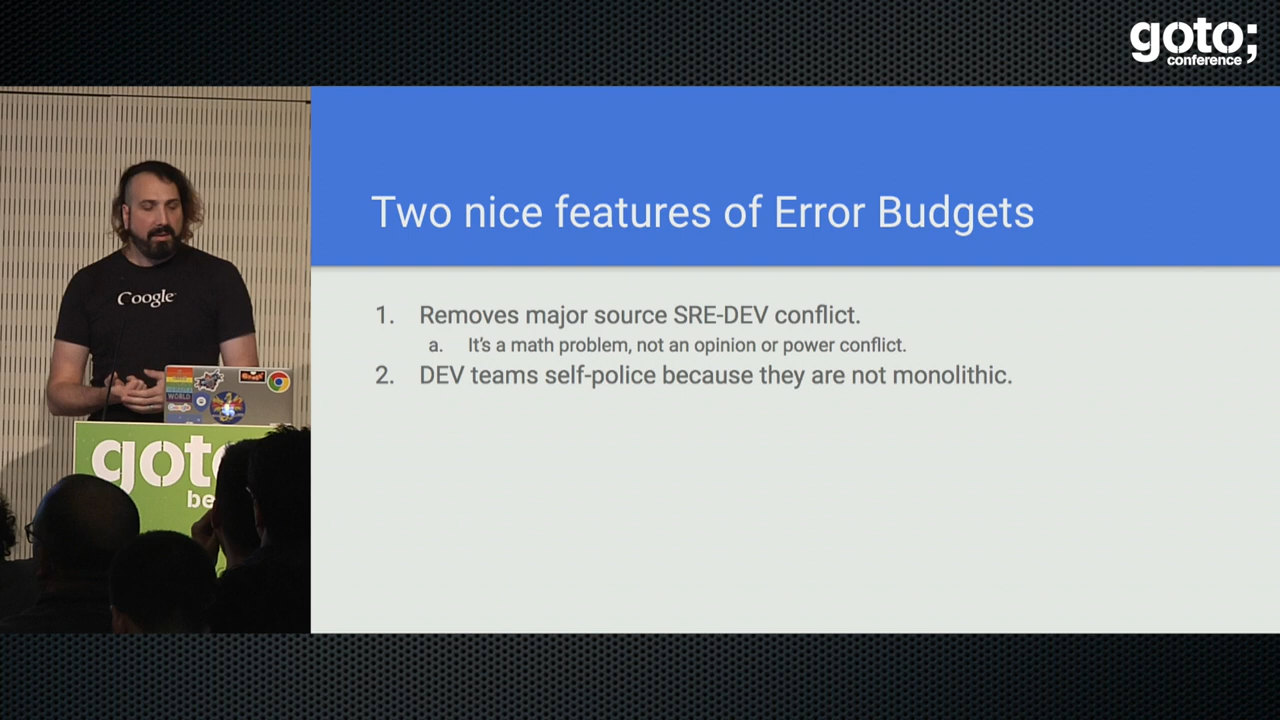 goto;
conference
Two nice features of Error Budgets
1. Removes major source SRE-DEV conflict.
a. It's a math problem, not an opinion or power conflict.
2. DEV teams self-police because they are not monolithic.
Google
WORLD
goto
be